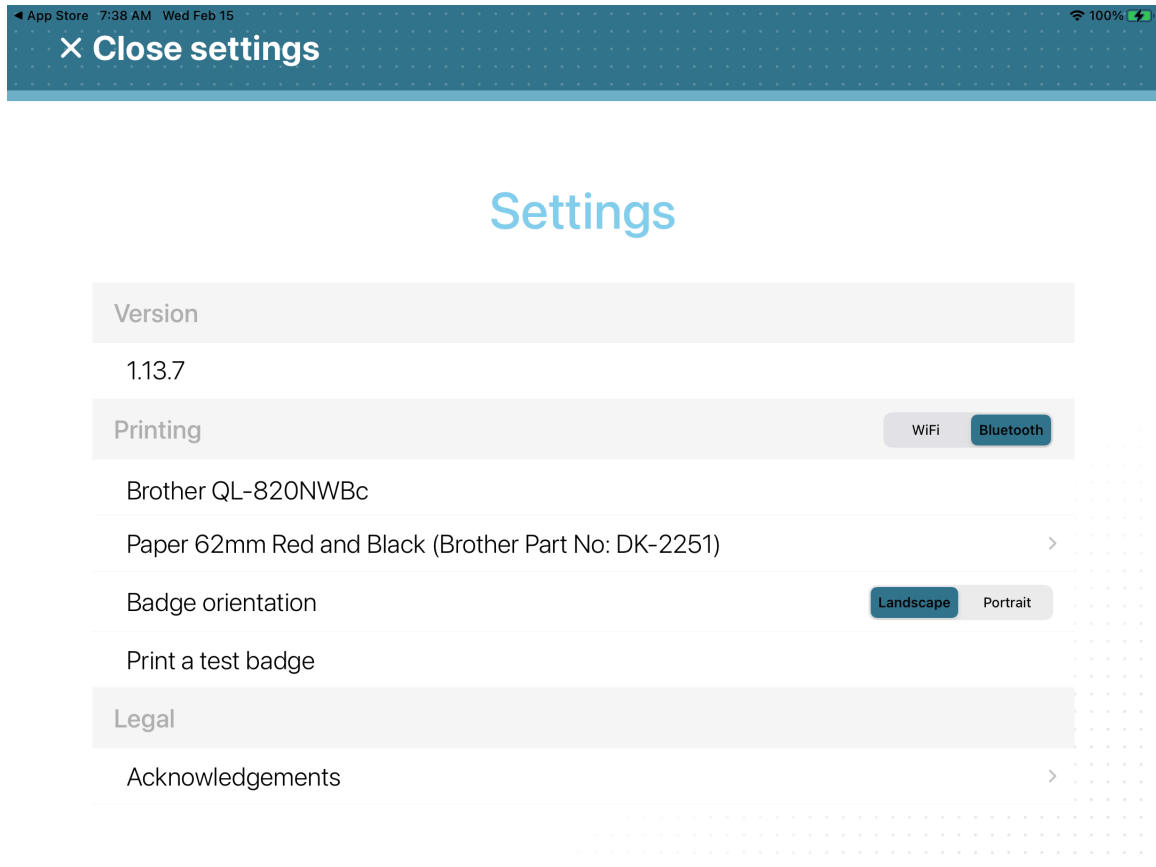 ◀ App Store 7:38 AM Wed Feb 15 100%
✕ Close settings
Settings
Version
1.13.7
Printing WiFi Bluetooth
Brother QL-820NWBc
Paper 62mm Red and Black (Brother Part No: DK-2251)
Badge orientation Landscape Portrait
Print a test badge
Legal
Acknowledgements